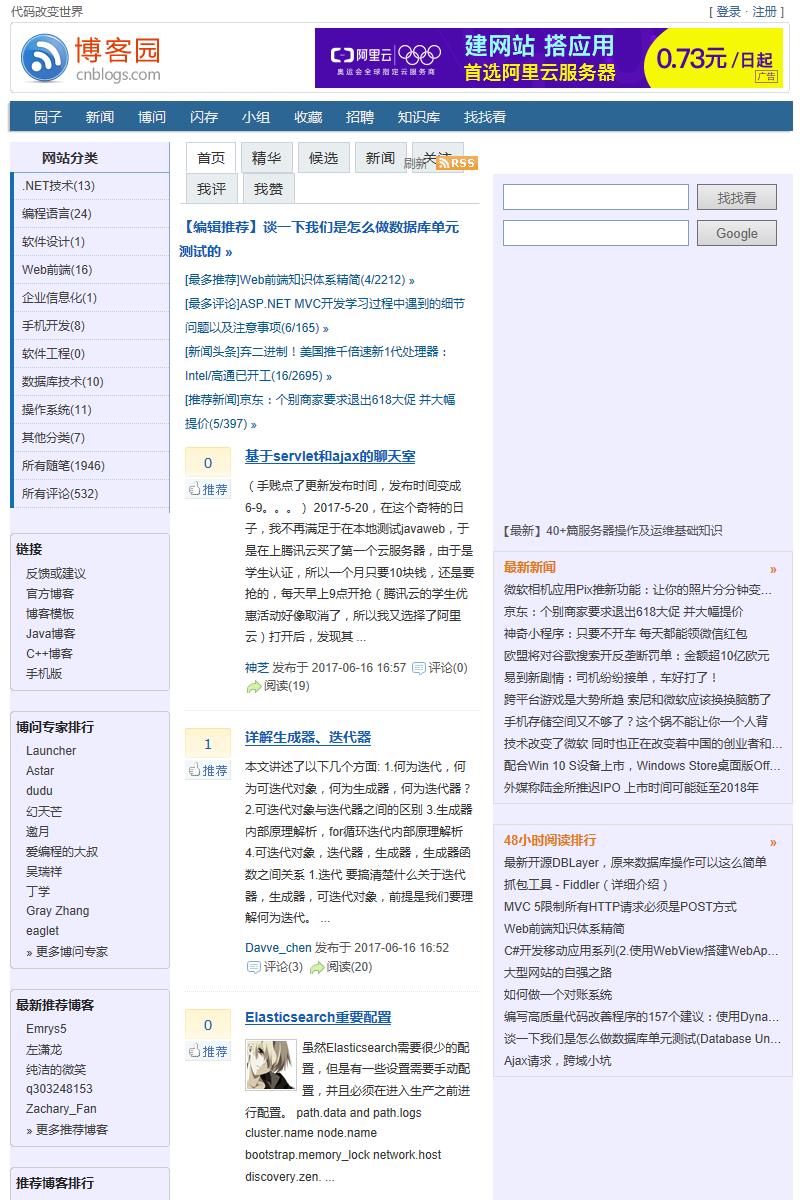 代码改变世界
[ 登录 · 注册 ]
博客园
cnblogs.com
阿里云
奥运会全球指定云服务商
建网站 搭应用
首选阿里云服务器
0.73元 /日起
广告
园子 新闻 博问 闪存 小组 收藏 招聘 知识库 找找看
网站分类
.NET技术(13)
编程语言(24)
软件设计(1)
Web前端(16)
企业信息化(1)
手机开发(8)
软件工程(0)
数据库技术(10)
操作系统(11)
其他分类(7)
所有随笔(1946)
所有评论(532)
链接
反馈或建议
官方博客
博客模板
Java博客
C++博客
手机版
博问专家排行
Launcher
Astar
dudu
幻天芒
邀月
爱编程的大叔
吴瑞祥
丁学
Gray Zhang
eaglet
» 更多博问专家
最新推荐博客
Emrys5
左潇龙
纯洁的微笑
q303248153
Zachary_Fan
» 更多推荐博客
推荐博客排行
首页 精华 候选 新闻 关注
刷新 RSS
我评 我赞
【编辑推荐】谈一下我们是怎么做数据库单元
测试的 »
[最多推荐]Web前端知识体系精简(4/2212) »
[最多评论]ASP.NET MVC开发学习过程中遇到的细节
问题以及注意事项(6/165) »
[新闻头条]弃二进制！美国推千倍速新1代处理器：
Intel/高通已开工(16/2695) »
[推荐新闻]京东：个别商家要求退出618大促 并大幅
提价(5/397) »
0
推荐
基于servlet和ajax的聊天室
（手贱点了更新发布时间，发布时间变成
6-9。。。） 2017-5-20，在这个奇特的日
子，我不再满足于在本地测试javaweb，于
是在上腾讯云买了第一个云服务器，由于是
学生认证，所以一个月只要10块钱，还是要
抢的，每天早上9点开抢（腾讯云的学生优
惠活动好像取消了，所以我又选择了阿里
云）打开后，发现其 ...
神芝 发布于 2017-06-16 16:57 评论(0)
阅读(19)
1
推荐
详解生成器、迭代器
本文讲述了以下几个方面: 1.何为迭代，何
为可迭代对象，何为生成器，何为迭代器？
2.可迭代对象与迭代器之间的区别 3.生成器
内部原理解析，for循环迭代内部原理解析
4.可迭代对象，迭代器，生成器，生成器函
数之间关系 1.迭代 要搞清楚什么关于迭代
器，生成器，可迭代对象，前提是我们要理
解何为迭代。 ...
Davve_chen 发布于 2017-06-16 16:52
评论(3) 阅读(20)
0
推荐
Elasticsearch重要配置
虽然Elasticsearch需要很少的配
置，但是有一些设置需要手动配
置，并且必须在进入生产之前进
行配置。 path.data and path.logs
cluster.name node.name
bootstrap.memory_lock network.host
discovery.zen. ...
找找看
Google
【最新】40+篇服务器操作及运维基础知识
最新新闻 »
微软相机应用Pix推新功能：让你的照片分分钟变…
京东：个别商家要求退出618大促 并大幅提价
神奇小程序：只要不开车 每天都能领微信红包
欧盟将对谷歌搜索开反垄断罚单：金额超10亿欧元
易到新剧情：司机纷纷接单，车好打了！
跨平台游戏是大势所趋 索尼和微软应该换换脑筋了
手机存储空间又不够了？这个锅不能让你一个人背
技术改变了微软 同时也正在改变着中国的创业者和…
配合Win 10 S设备上市，Windows Store桌面版Off…
外媒称陆金所推迟IPO 上市时间可能延至2018年
48小时阅读排行 »
最新开源DBLayer，原来数据库操作可以这么简单
抓包工具 - Fiddler（详细介绍）
MVC 5限制所有HTTP请求必须是POST方式
Web前端知识体系精简
C#开发移动应用系列(2.使用WebView搭建WebAp…
大型网站的自强之路
如何做一个对账系统
编写高质量代码改善程序的157个建议：使用Dyna…
谈一下我们是怎么做数据库单元测试(Database Un…
Ajax请求，跨域小坑